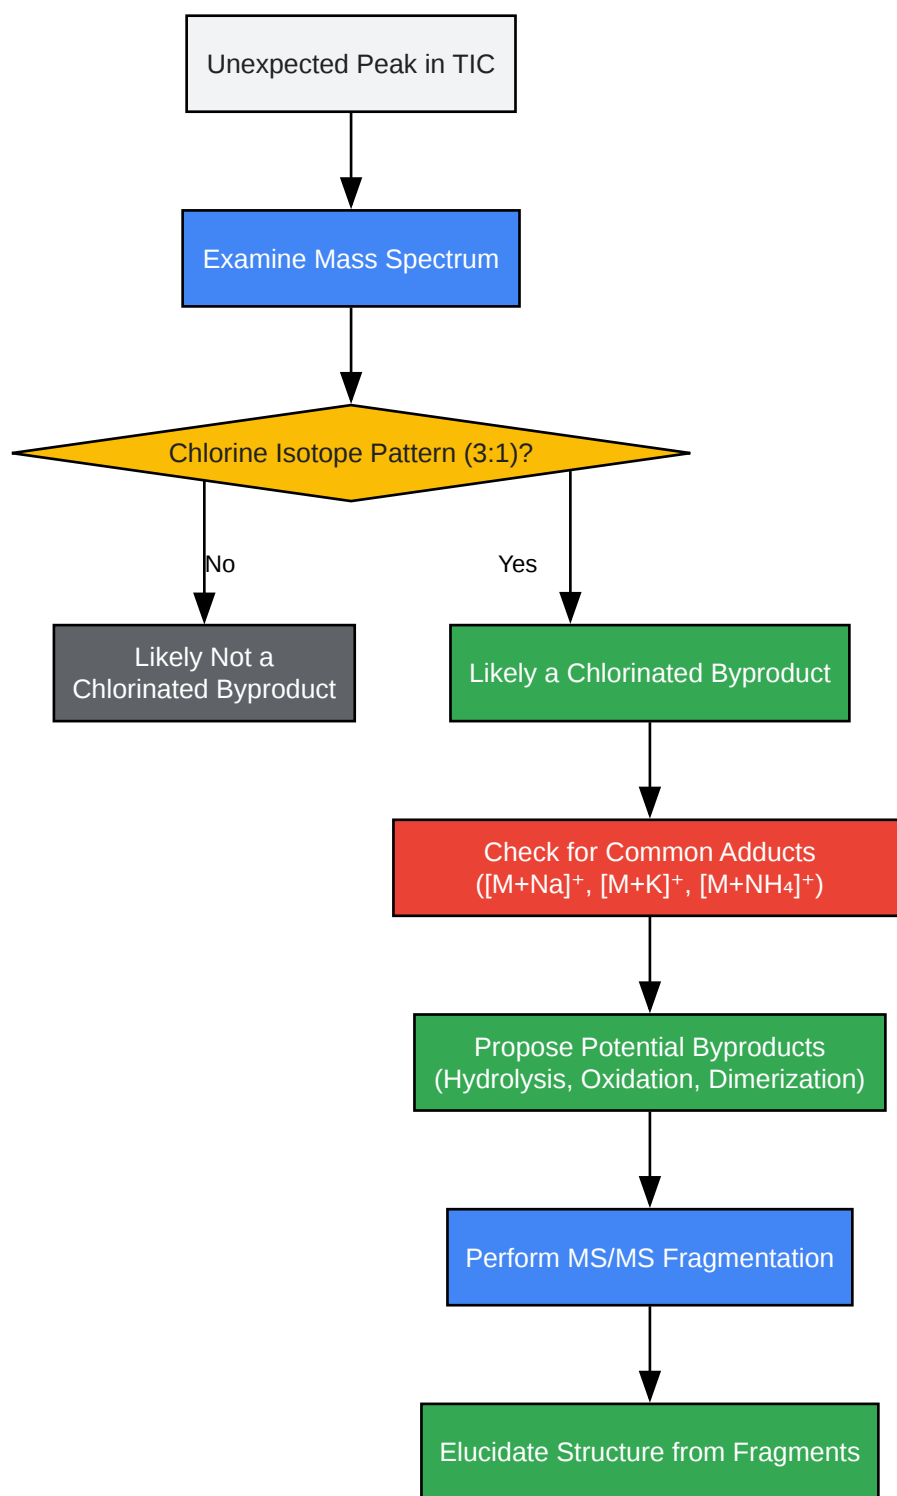 Unexpected Peak in TIC
Examine Mass Spectrum
Chlorine Isotope Pattern (3:1)?
No
Yes
Likely Not a
Chlorinated Byproduct
Likely a Chlorinated Byproduct
Check for Common Adducts
([M+Na]⁺, [M+K]⁺, [M+NH₄]⁺)
Propose Potential Byproducts
(Hydrolysis, Oxidation, Dimerization)
Perform MS/MS Fragmentation
Elucidate Structure from Fragments